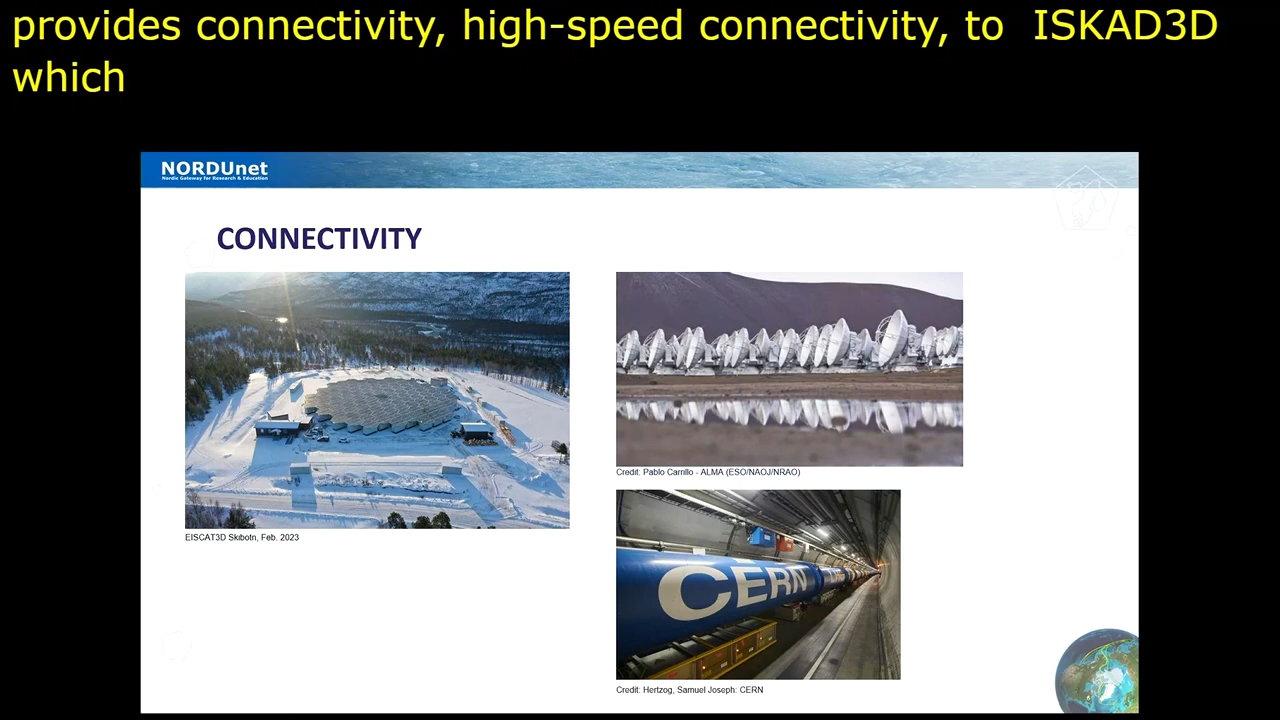 provides connectivity, high-speed connectivity, to  ISKAD3D
which
NORDUnet
Nordic Gateway for Research & Education
CONNECTIVITY
Credit: Pablo Carrillo - ALMA (ESO/NAOJ/NRAO)
EISCAT3D Skibotn, Feb. 2023
CERN
Credit: Hertzog, Samuel Joseph: CERN